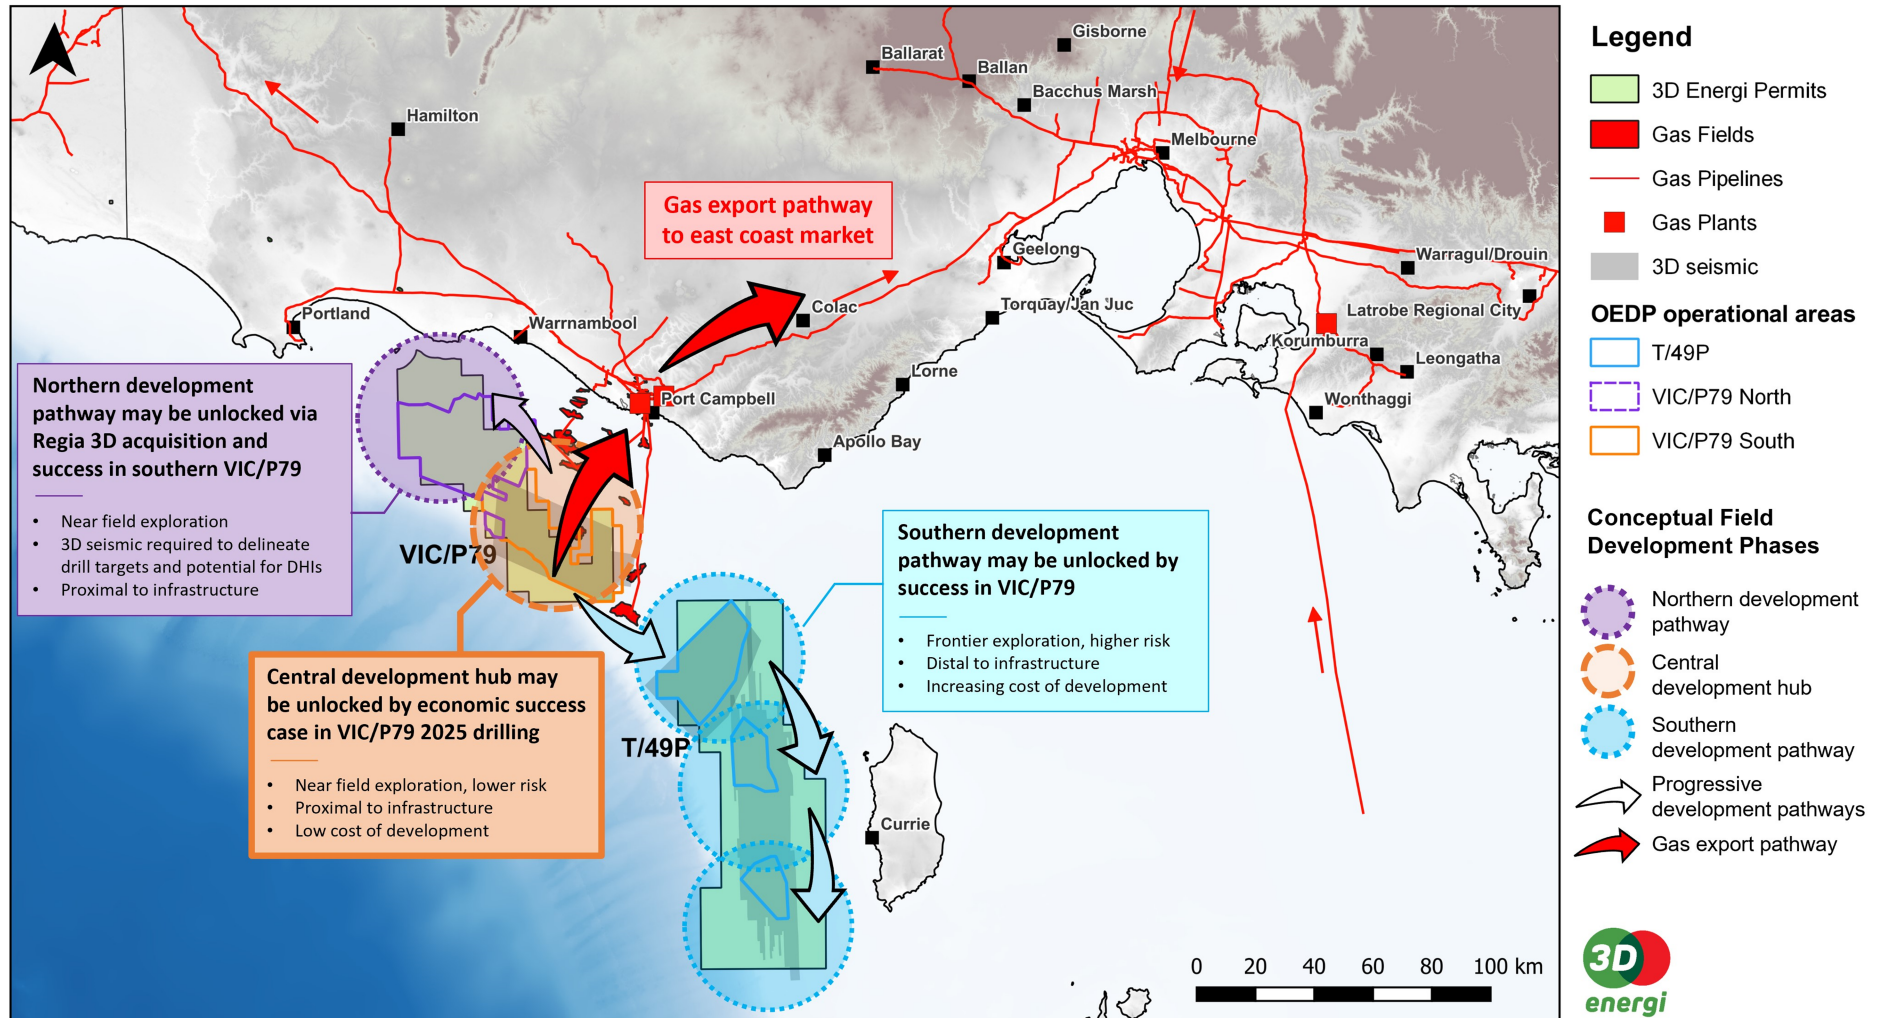 Gisborne
Ballarat
Ballan
Bacchus Marsh
Hamilton
Melbourne
Gas export pathway
to east coast market
Geelong
Warragul/Drouin
Portland
Warrnambool
Colac
Torquay/Jan Juc
Latrobe Regional City
Korumburra
Leongatha
Lorne
Port Campbell
Wonthaggi
Apollo Bay
Northern development
pathway may be unlocked via
Regia 3D acquisition and
success in southern VIC/P79
• Near field exploration
• 3D seismic required to delineate
drill targets and potential for DHIs
• Proximal to infrastructure
VIC/P79
Southern development
pathway may be unlocked by
success in VIC/P79
• Frontier exploration, higher risk
• Distal to infrastructure
• Increasing cost of development
Central development hub may
be unlocked by economic success
case in VIC/P79 2025 drilling
• Near field exploration, lower risk
• Proximal to infrastructure
• Low cost of development
T/49P
Currie
0 20 40 60 80 100 km
Legend
3D Energi Permits
Gas Fields
Gas Pipelines
Gas Plants
3D seismic
OEDP operational areas
T/49P
VIC/P79 North
VIC/P79 South
Conceptual Field
Development Phases
Northern development
pathway
Central
development hub
Southern
development pathway
Progressive
development pathways
Gas export pathway
3D
energi